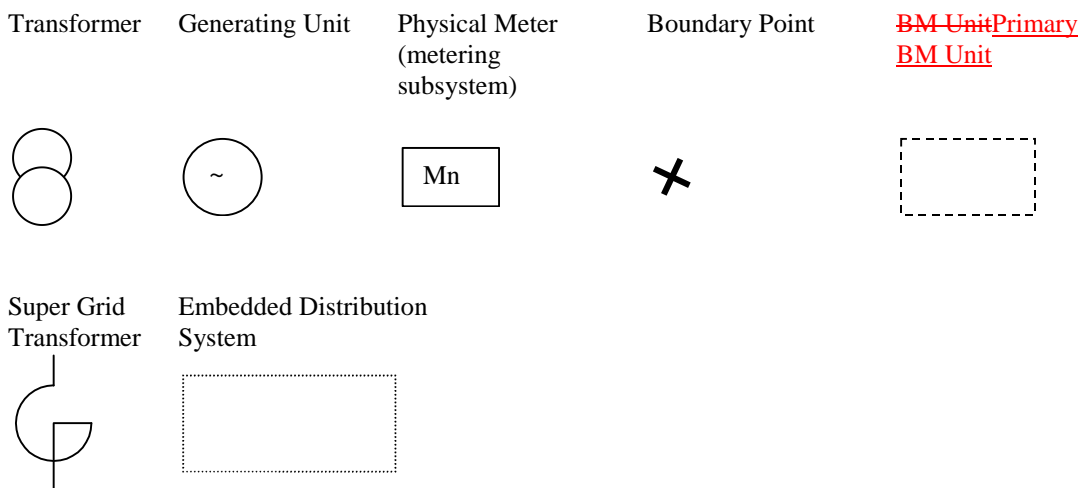 Transformer
Generating Unit
Physical Meter
(metering
subsystem)
Boundary Point
BM UnitPrimary
BM Unit
~
Mn
Super Grid
Transformer
Embedded Distribution
System